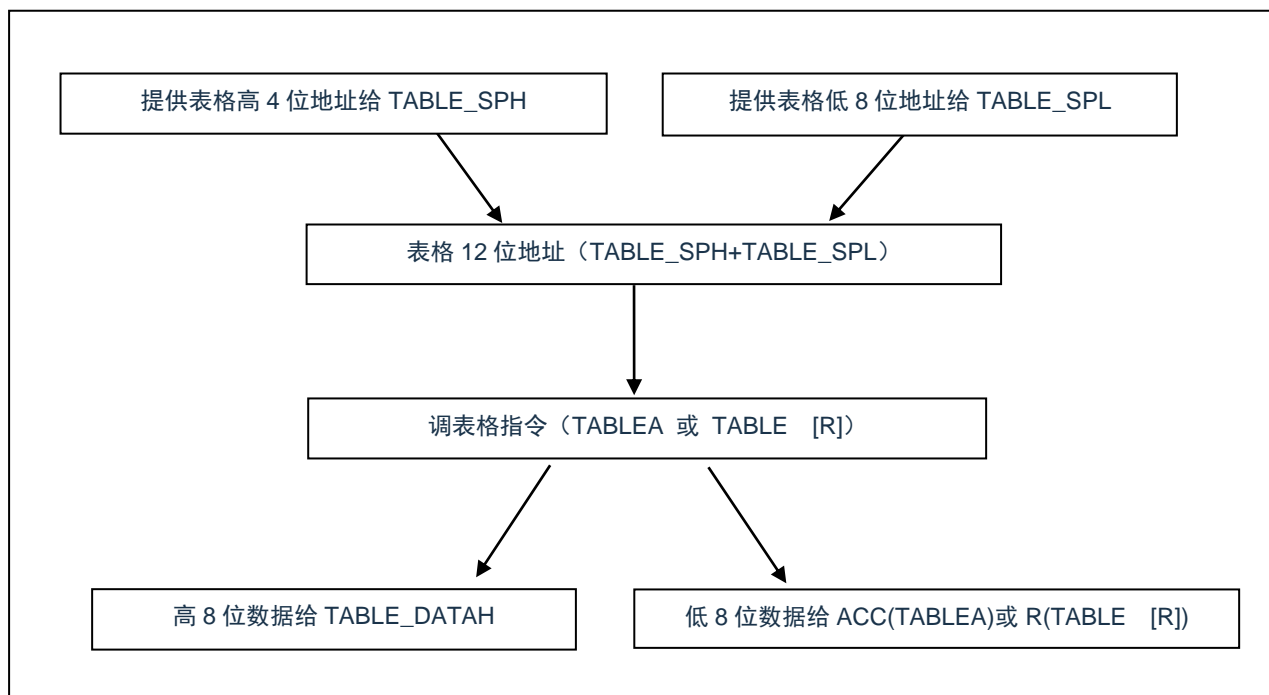 提供表格高 4 位地址给 TABLE_SPH
提供表格低 8 位地址给 TABLE_SPL
表格 12 位地址（TABLE_SPH+TABLE_SPL）
调表格指令（TABLEA 或 TABLE [R]）
高 8 位数据给 TABLE_DATAH
低 8 位数据给 ACC(TABLEA)或 R(TABLE [R])